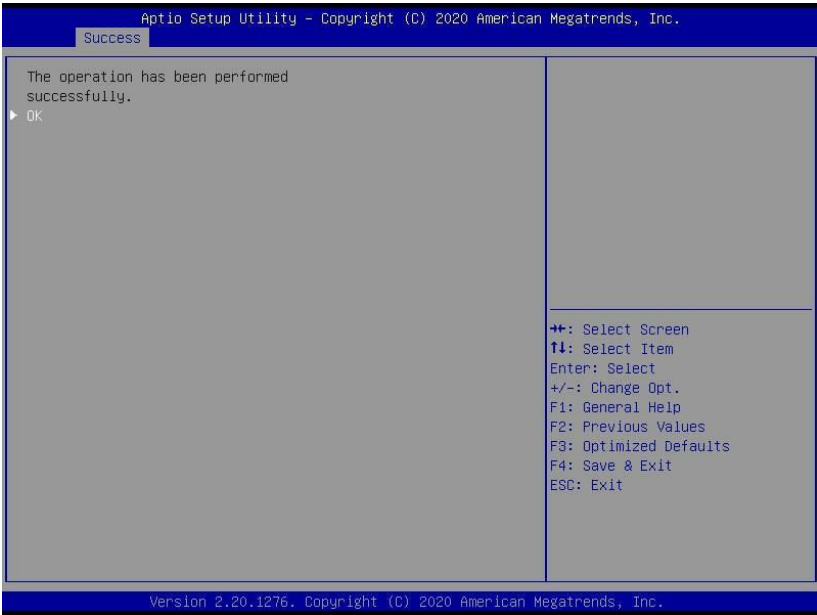 Aptio Setup Utility – Copyright (C) 2020 American Megatrends, Inc.
Success
The operation has been performed
successfully.
▶ OK
→←: Select Screen
↑↓: Select Item
Enter: Select
+/-: Change Opt.
F1: General Help
F2: Previous Values
F3: Optimized Defaults
F4: Save & Exit
ESC: Exit
Version 2.20.1276. Copyright (C) 2020 American Megatrends, Inc.